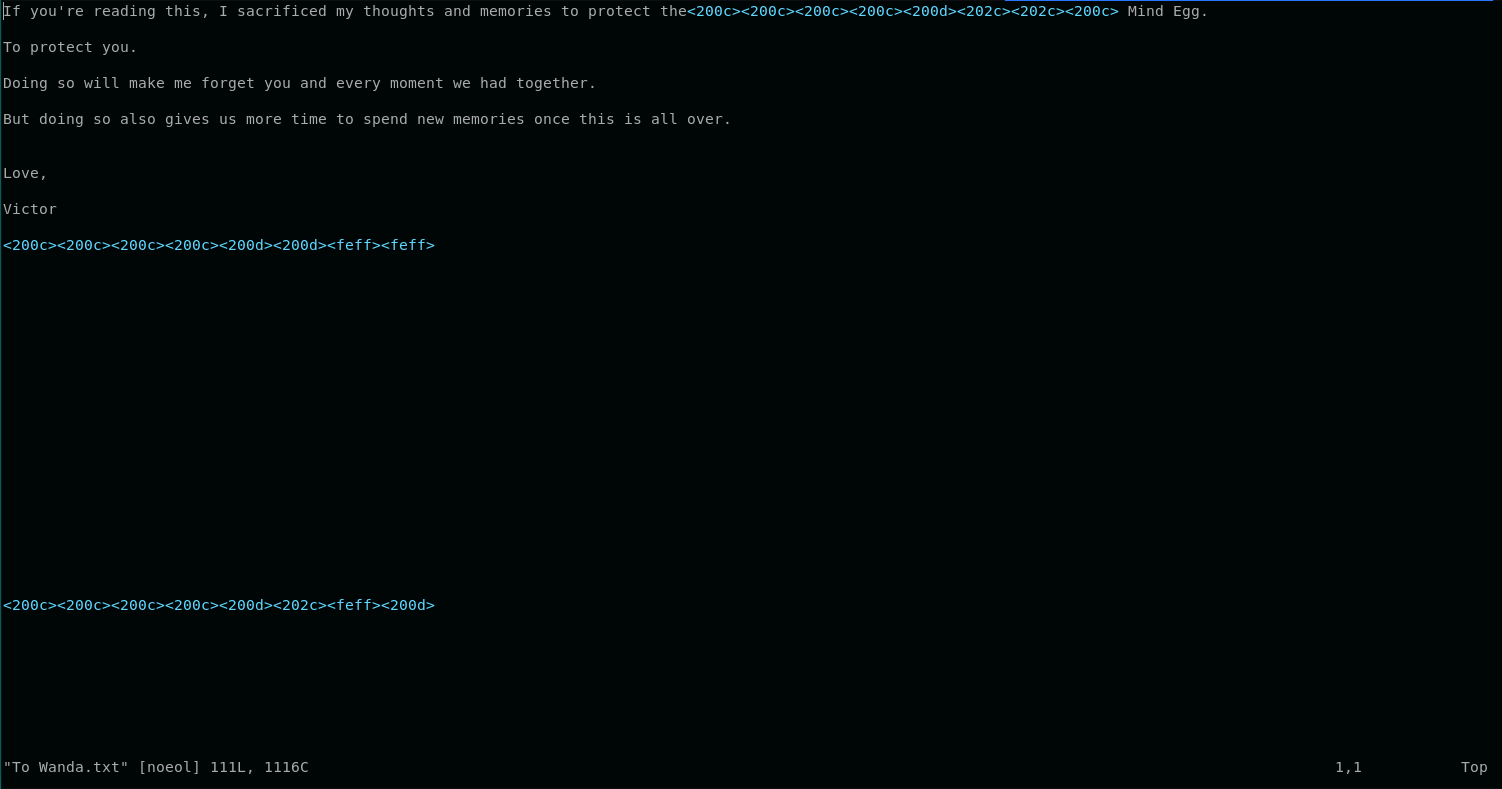 If you're reading this, I sacrificed my thoughts and memories to protect the<200c><200c><200c><200c><200d><202c><202c><200c> Mind Egg.
To protect you.
Doing so will make me forget you and every moment we had together.
But doing so also gives us more time to spend new memories once this is all over.
Love,
Victor
<200c><200c><200c><200c><200d><200d><feff><feff>
<200c><200c><200c><200c><200d><202c><feff><200d>
"To Wanda.txt" [noeol] 111L, 1116C 1,1 Top